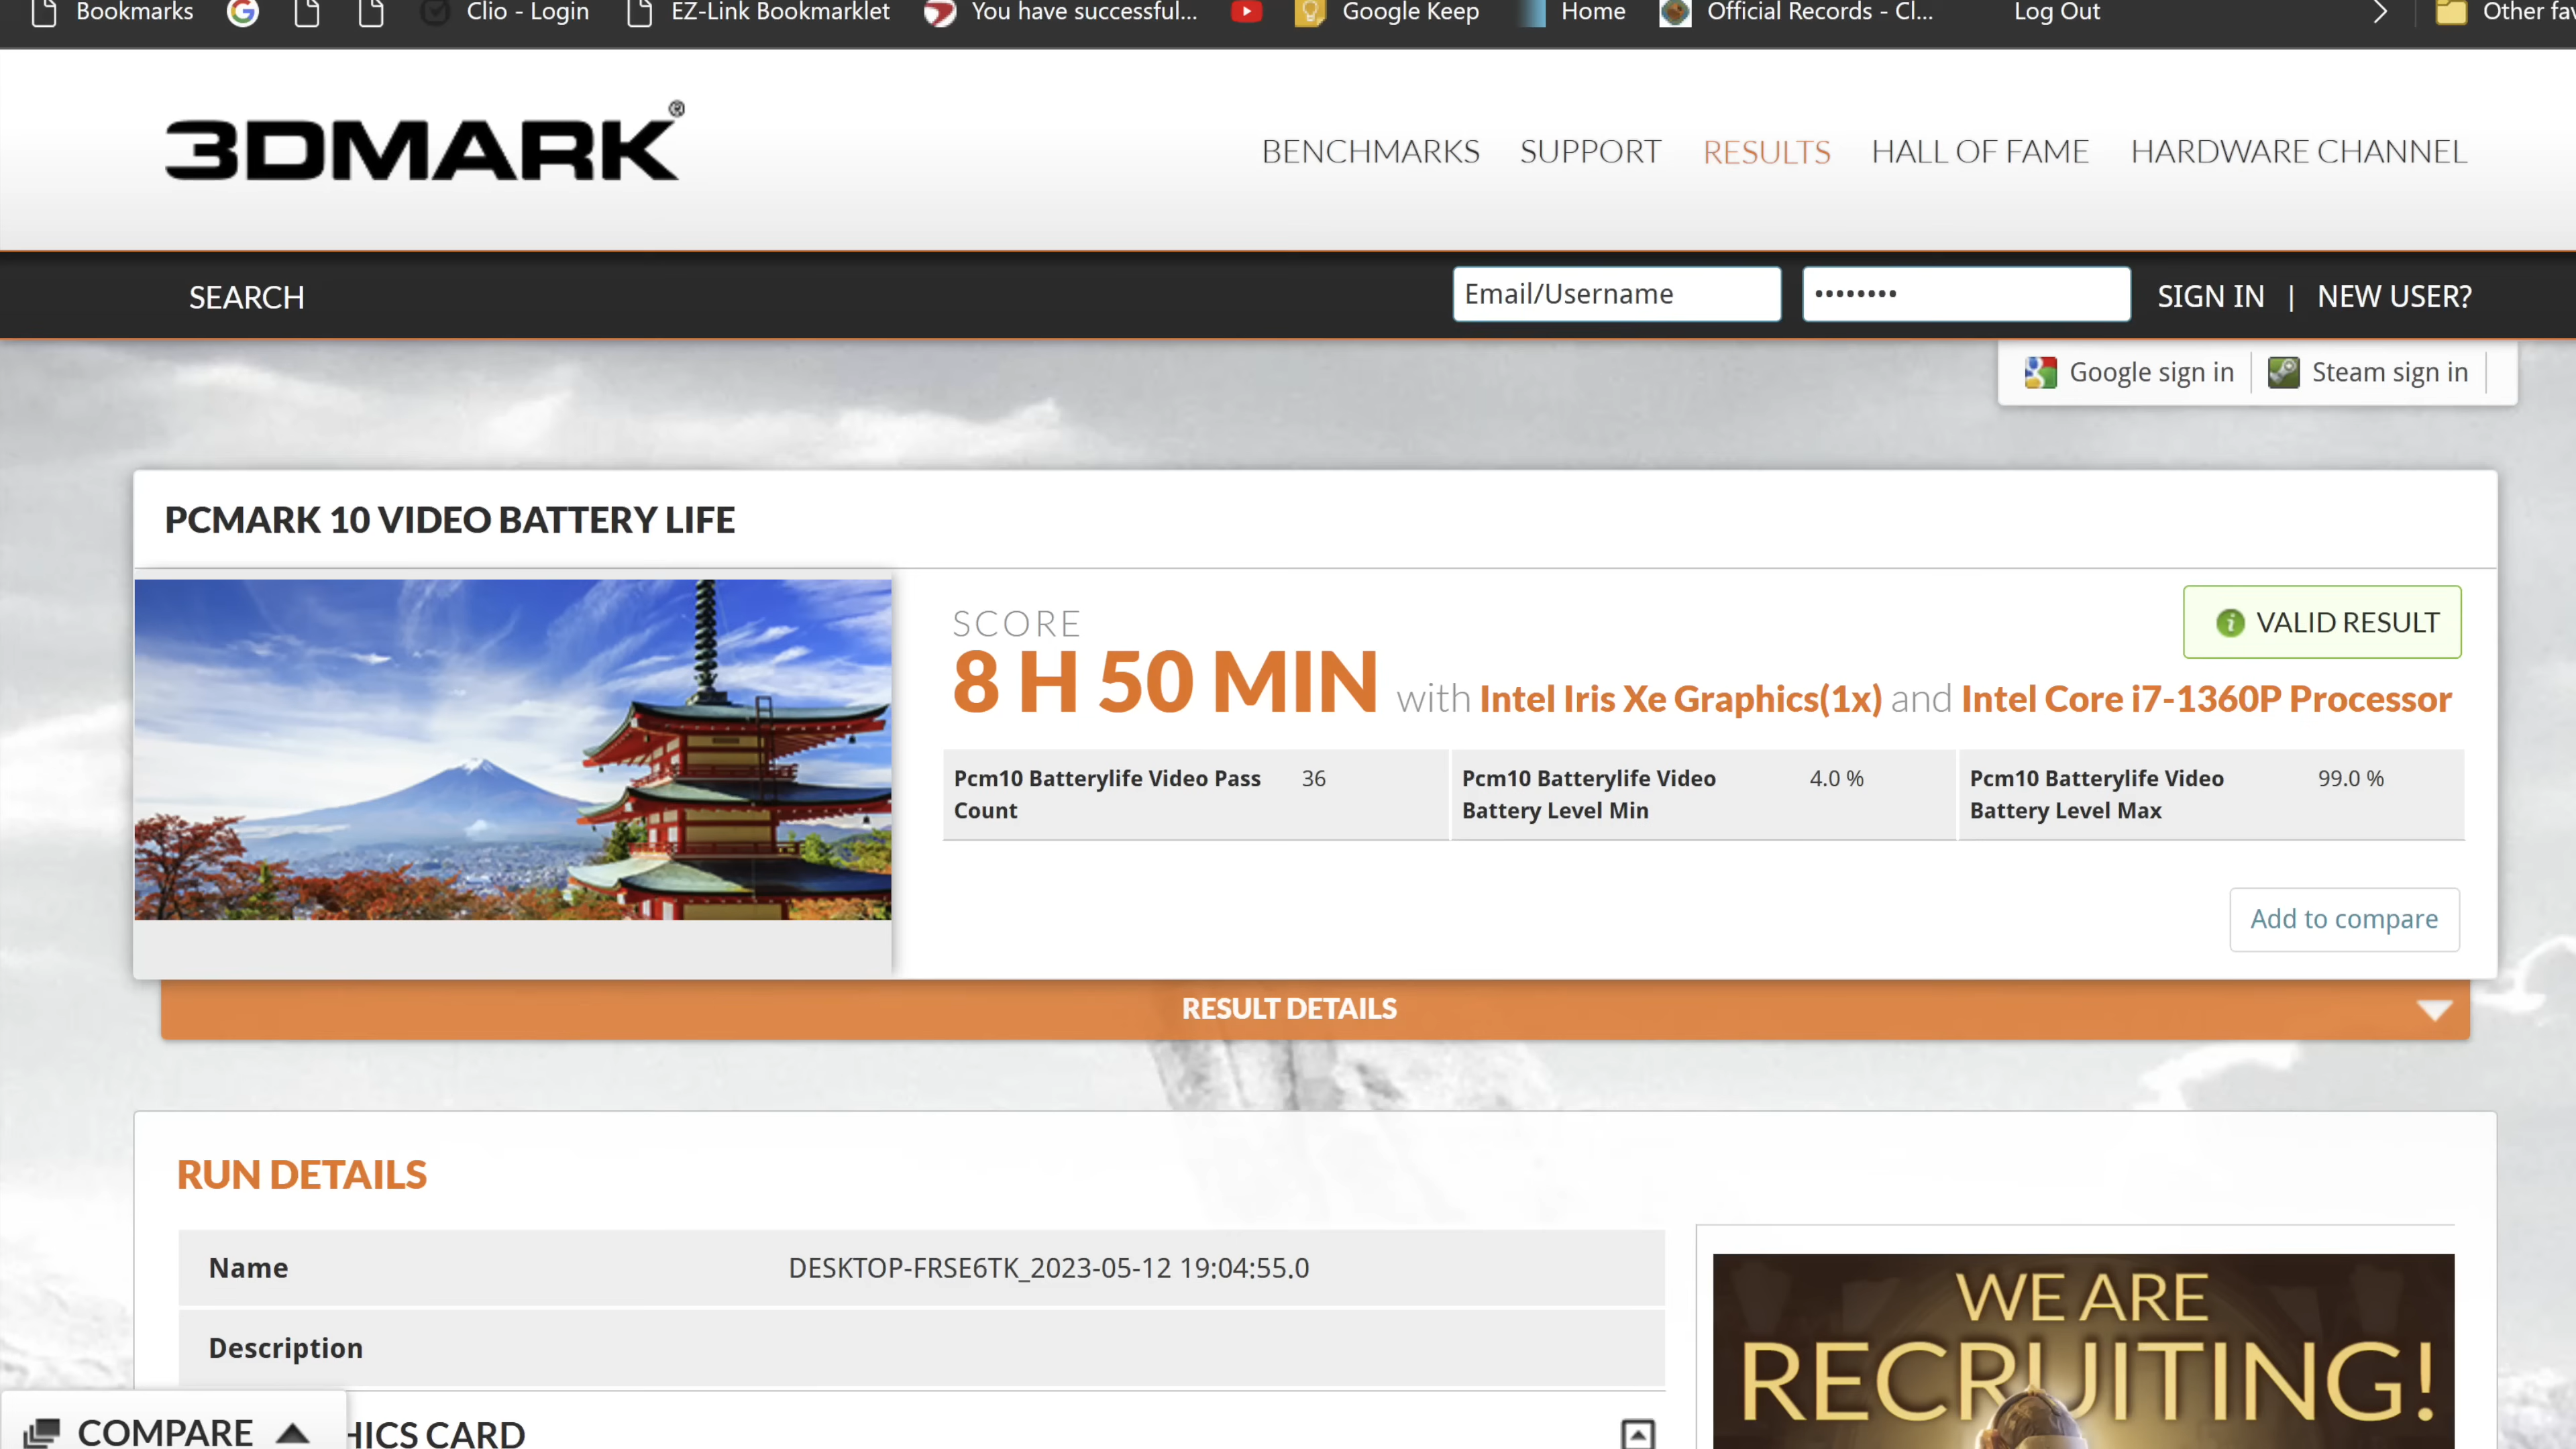 Bookmarks Clio - Login EZ-Link Bookmarklet You have successful... Google Keep Home Official Records - Cl... Log Out Other fav
3DMARK®
BENCHMARKS SUPPORT RESULTS HALL OF FAME HARDWARE CHANNEL
SEARCH Email/Username •••••••• SIGN IN | NEW USER?
Google sign in Steam sign in
PCMARK 10 VIDEO BATTERY LIFE
SCORE
VALID RESULT
8 H 50 MIN with Intel Iris Xe Graphics(1x) and Intel Core i7-1360P Processor
Pcm10 Batterylife Video Pass Count 36
Pcm10 Batterylife Video Battery Level Min 4.0 %
Pcm10 Batterylife Video Battery Level Max 99.0 %
Add to compare
RESULT DETAILS
RUN DETAILS
Name DESKTOP-FRSE6TK_2023-05-12 19:04:55.0
Description
WE ARE
RECRUITING!
COMPARE
HICS CARD